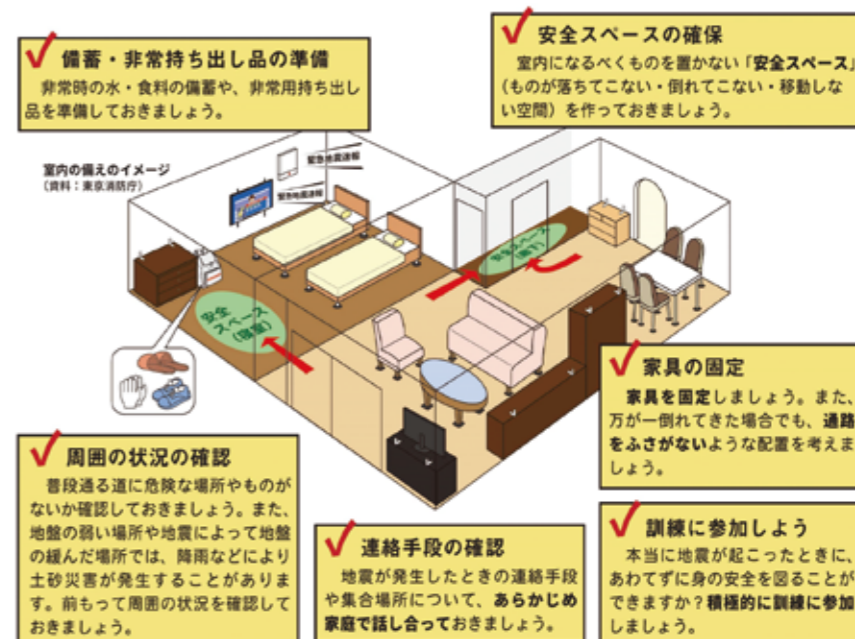 備蓄・非常持ち出し品の準備
非常時の水・食料の備蓄や、非常用持ち出し
品を準備しておきましょう。
安全スペースの確保
室内になるべくものを置かない「安全スペース」
（ものが落ちてこない・倒れてこない・移動しな
い空間）を作っておきましょう。
室内の備えのイメージ
（資料：東京消防庁）
緊急地震速報
緊急地震速報
安全スペース
（廊下）
安全
スペース
（寝室）
家具の固定
家具を固定しましょう。また、
万が一倒れてきた場合でも、通路
をふさがないような配置を考えま
しょう。
周囲の状況の確認
普段通る道に危険な場所やものが
ないか確認しておきましょう。また、
地盤の弱い場所や地震によって地盤
の緩んだ場所では、降雨などにより
土砂災害が発生することがありま
す。前もって周囲の状況を確認して
おきましょう。
連絡手段の確認
地震が発生したときの連絡手段
や集合場所について、あらかじめ
家庭で話し合っておきましょう。
訓練に参加しよう
本当に地震が起こったときに、
あわてずに身の安全を図ることが
できますか？積極的に訓練に参加
しましょう。